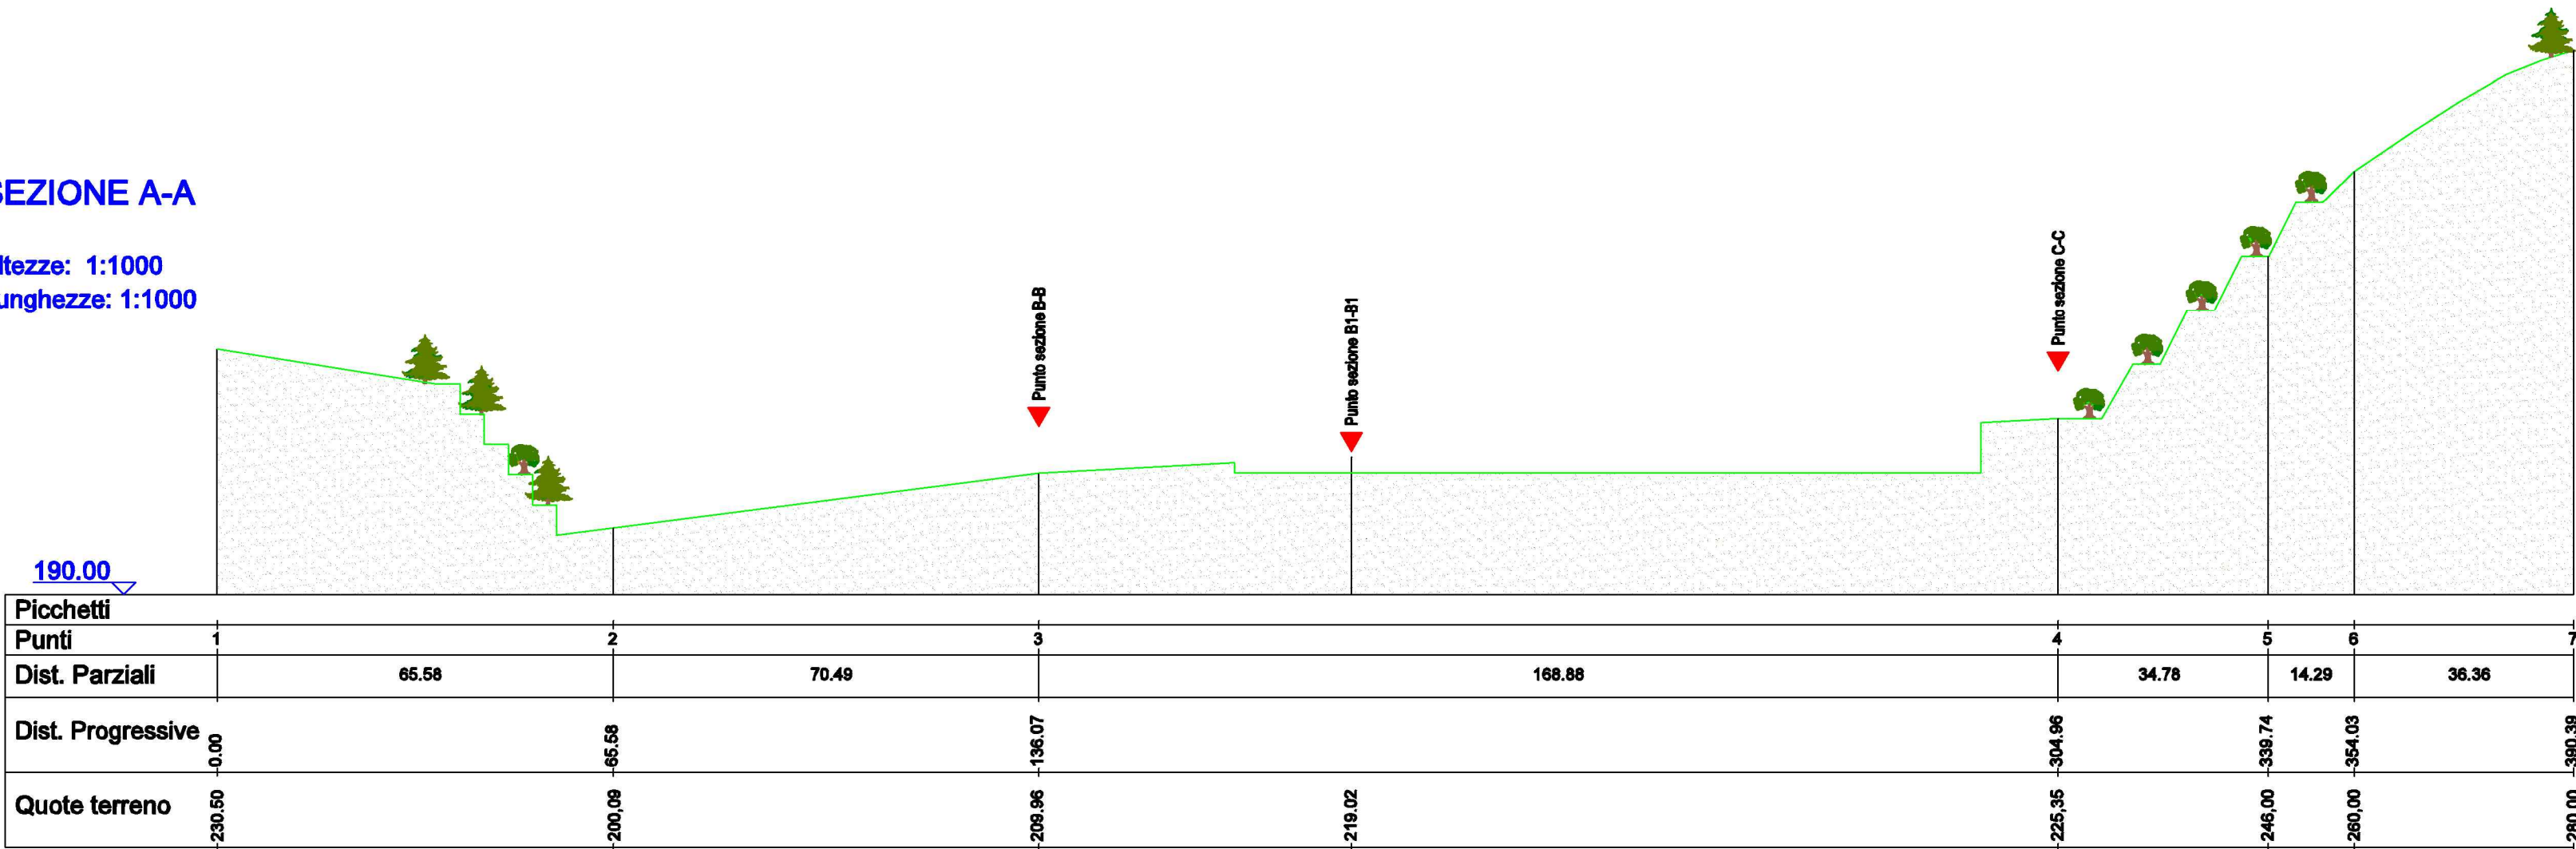 SEZIONE A-A
ltezze: 1:1000
unghezze: 1:1000
Punto sezione B-B
Punto sezione B1-B1
Punto sezione C-C
190.00
Picchetti
Punti 1 2 3 4 5 6 7
Dist. Parziali 65.58 70.49 168.88 34.78 14.29 36.36
Dist. Progressive 0.00 65.58 136.07 304.96 339.74 354.03 390.39
Quote terreno 230.50 200,09 209.96 219.02 225,35 246,00 260,00 280,00